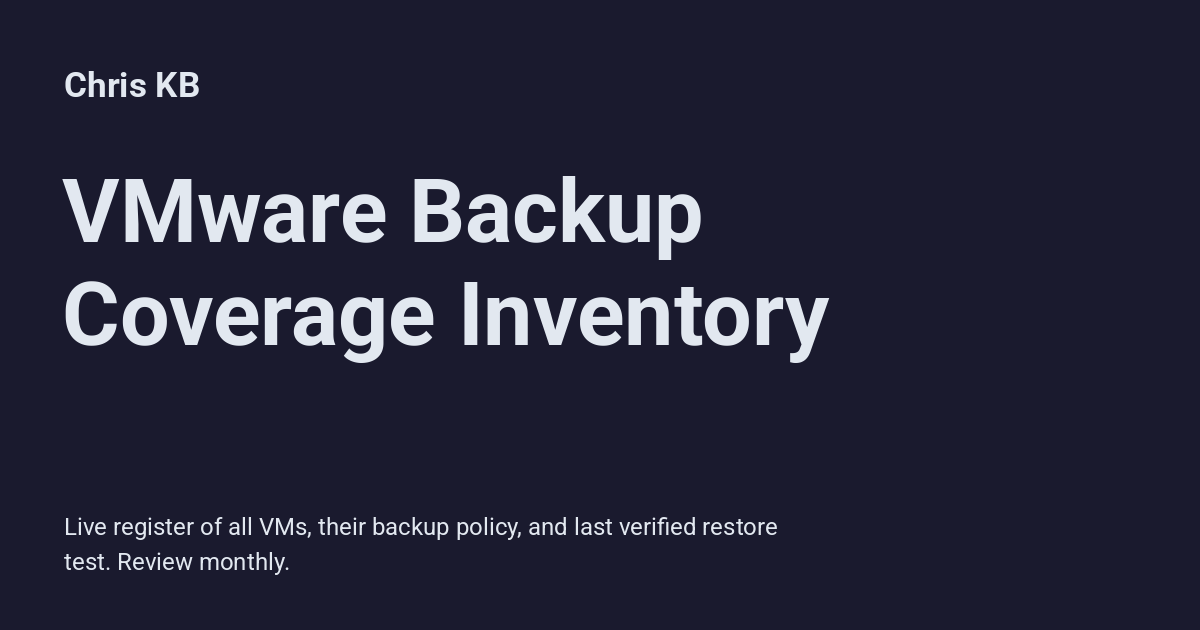 Chris KB
VMware Backup
Coverage Inventory
Live register of all VMs, their backup policy, and last verified restore
test. Review monthly.